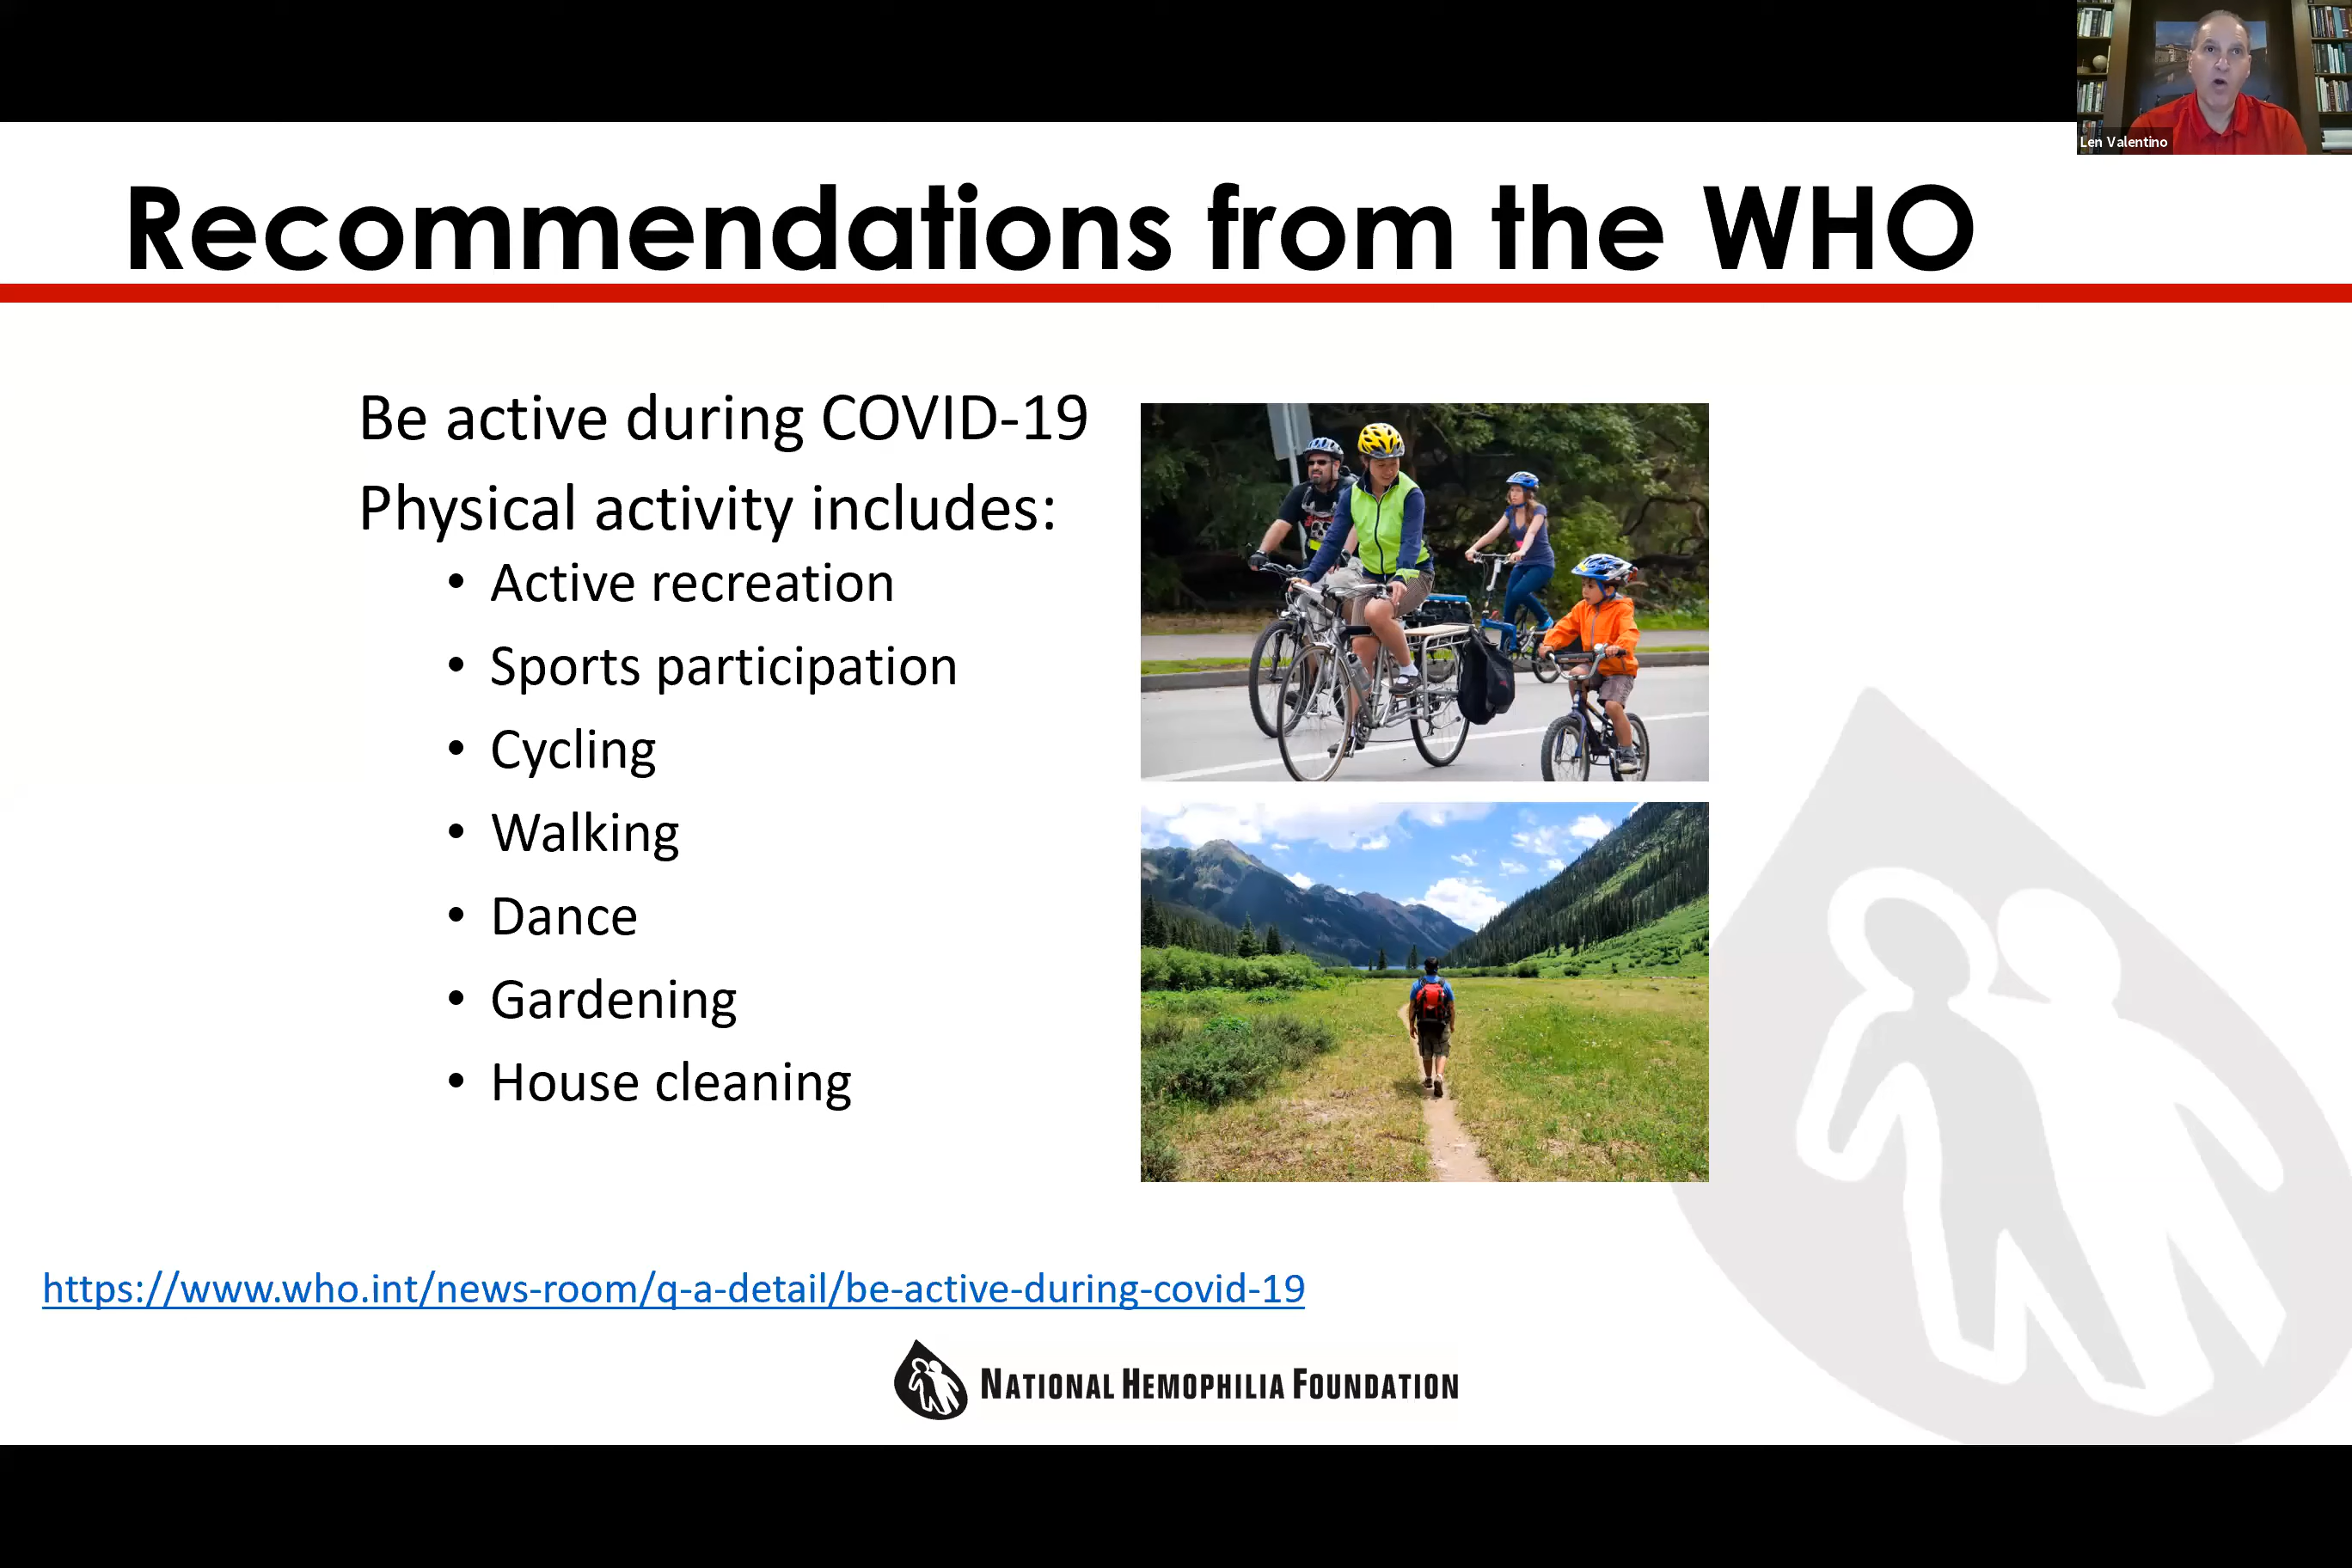 Len Valentino
Recommendations from the WHO
Be active during COVID-19
Physical activity includes:
• Active recreation
• Sports participation
• Cycling
• Walking
• Dance
• Gardening
• House cleaning
https://www.who.int/news-room/q-a-detail/be-active-during-covid-19
NATIONAL HEMOPHILIA FOUNDATION